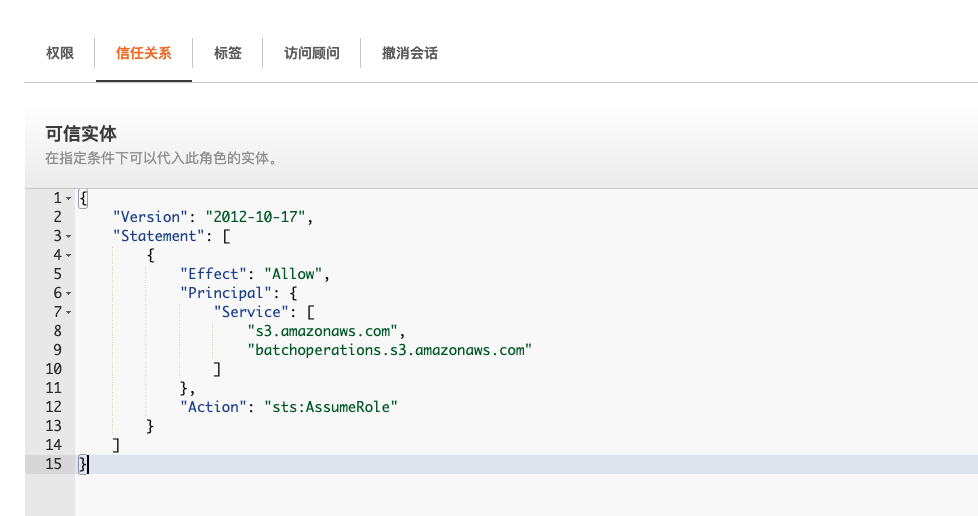 权限 信任关系 标签 访问顾问 撤消会话
可信实体
在指定条件下可以代入此角色的实体。
1 {
2 "Version": "2012-10-17",
3 "Statement": [
4 {
5 "Effect": "Allow",
6 "Principal": {
7 "Service": [
8 "s3.amazonaws.com",
9 "batchoperations.s3.amazonaws.com"
10 ]
11 },
12 "Action": "sts:AssumeRole"
13 }
14 ]
15 }